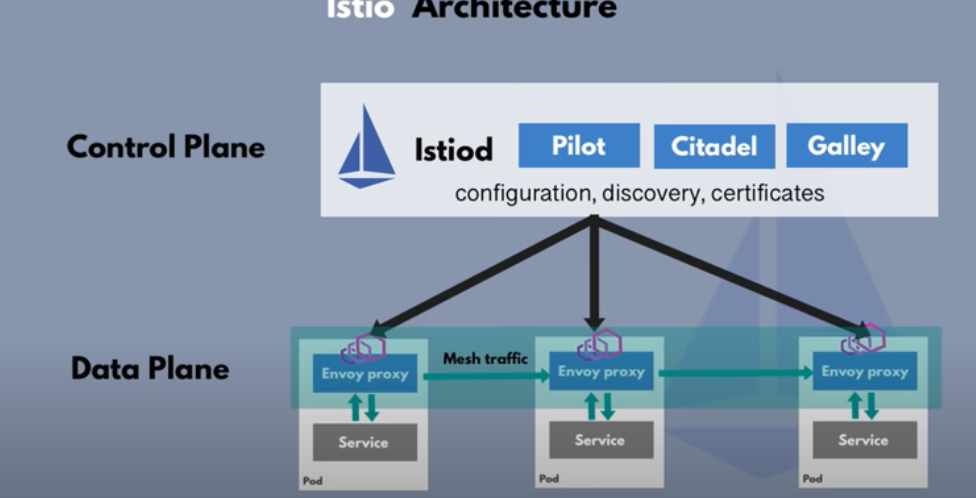 Istio Architecture
Control Plane
Istiod
Pilot
Citadel
Galley
configuration, discovery, certificates
Data Plane
Mesh traffic
Envoy proxy
Envoy proxy
Envoy proxy
Service
Service
Service
Pod
Pod
Pod